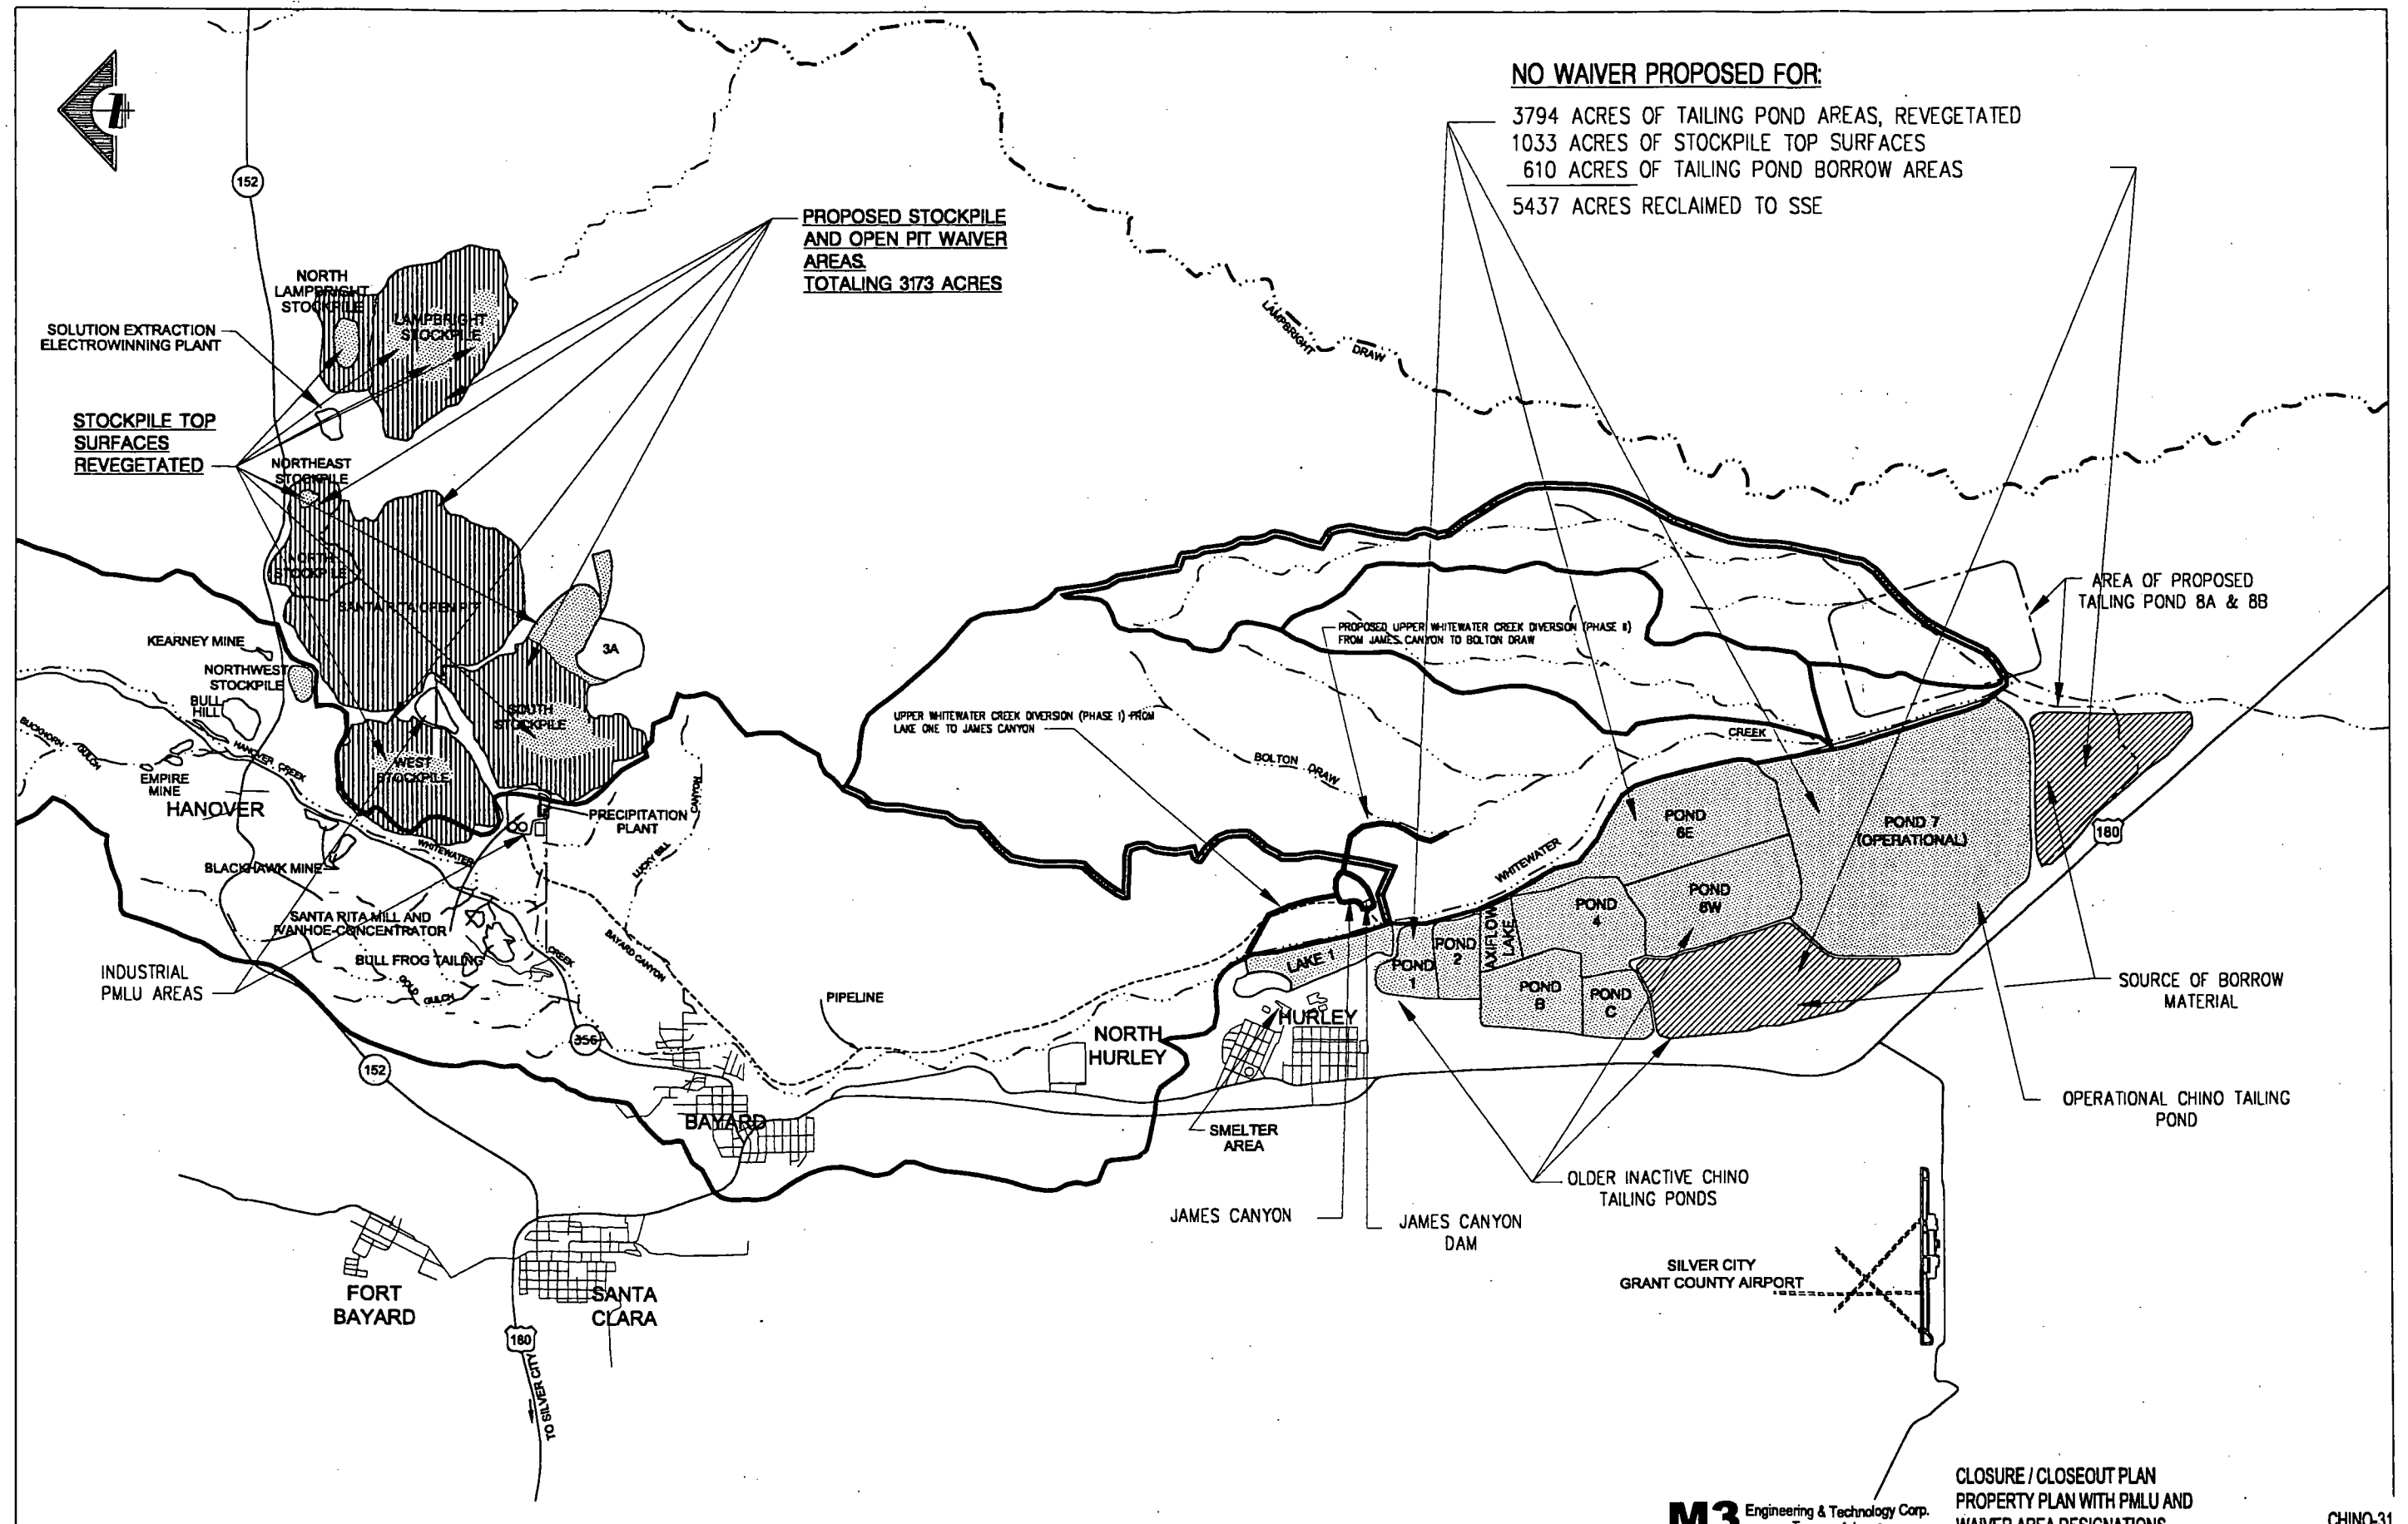 NO WAIVER PROPOSED FOR:
3794 ACRES OF TAILING POND AREAS, REVEGETATED
1033 ACRES OF STOCKPILE TOP SURFACES
610 ACRES OF TAILING POND BORROW AREAS
5437 ACRES RECLAIMED TO SSE
152
PROPOSED STOCKPILE
AND OPEN PIT WAIVER
AREAS.
TOTALING 3173 ACRES
NORTH
LAMPBRIGHT
STOCKPILE
LAMPBRIGHT
STOCKPILE
SOLUTION EXTRACTION
ELECTROWINNING PLANT
LAMPBRIGHT
DRAW
STOCKPILE TOP
SURFACES
REVEGETATED
NORTHEAST
STOCKPILE
NORTH
STOCKPILE
SANTA RITA OPEN PIT
3A
AREA OF PROPOSED
TAILING POND 8A & 8B
KEARNEY MINE
NORTHWEST
STOCKPILE
BULL
HILL
PROPOSED UPPER WHITEWATER CREEK DIVERSION (PHASE II)
FROM JAMES CANYON TO BOLTON DRAW
SOUTH
STOCKPILE
UPPER WHITEWATER CREEK DIVERSION (PHASE I) FROM
LAKE ONE TO JAMES CANYON
BUCKHORN
GULCH
HANOVER CREEK
EMPIRE
MINE
HANOVER
WEST
STOCKPILE
BOLTON DRAW
CREEK
PRECIPITATION
PLANT
CANYON
LUCKY BILL
POND
6E
POND 7
(OPERATIONAL)
180
WHITEWATER
BLACKHAWK MINE
WHITEWATER
SANTA RITA MILL AND
IVANHOE-CONCENTRATOR
BULL FROG TAILING
CREEK
BAYARD CANYON
GOLD GULCH
INDUSTRIAL
PMLU AREAS
POND
6W
POND
4
AXIFLOW
LAKE
POND
2
POND
1
LAKE 1
POND
B
POND
C
SOURCE OF BORROW
MATERIAL
PIPELINE
HURLEY
NORTH
HURLEY
356
152
BAYARD
SMELTER
AREA
OPERATIONAL CHINO TAILING
POND
OLDER INACTIVE CHINO
TAILING PONDS
JAMES CANYON
JAMES CANYON
DAM
SILVER CITY
GRANT COUNTY AIRPORT
FORT
BAYARD
SANTA
CLARA
180
TO SILVER CITY
M3 Engineering & Technology Corp.
CLOSURE / CLOSEOUT PLAN
PROPERTY PLAN WITH PMLU AND
WAIVER AREA DESIGNATIONS
CHINO-31